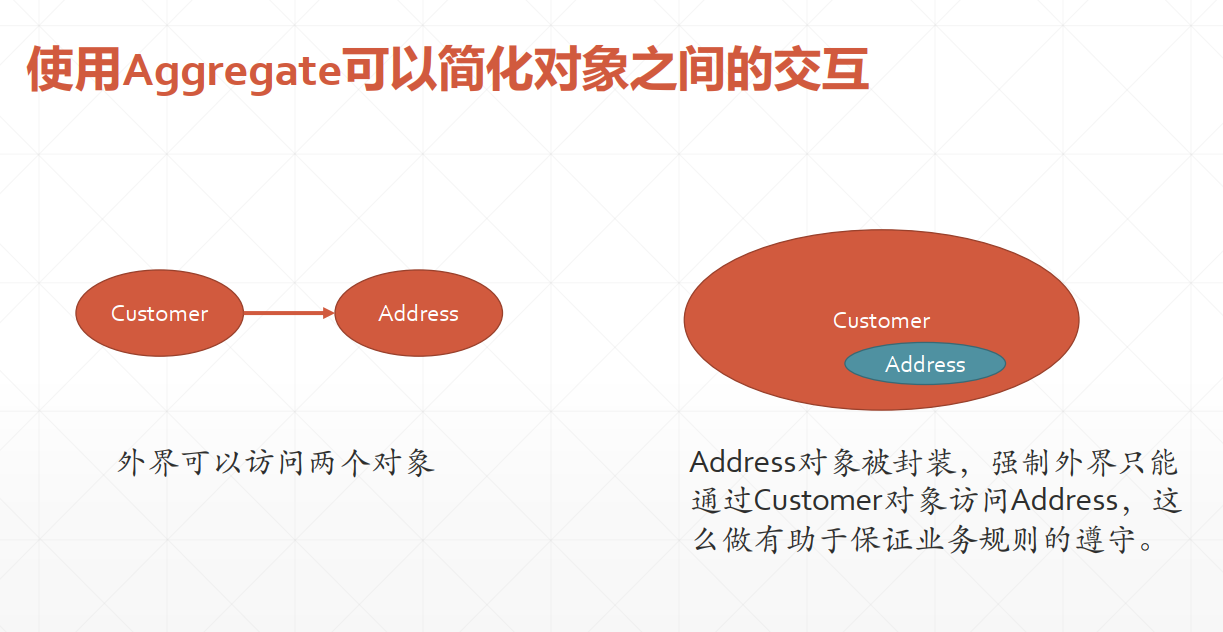 使用Aggregate可以简化对象之间的交互
Customer
Address
Customer
Address
外界可以访问两个对象
Address对象被封装，强制外界只能
通过Customer对象访问Address，这
么做有助于保证业务规则的遵守。